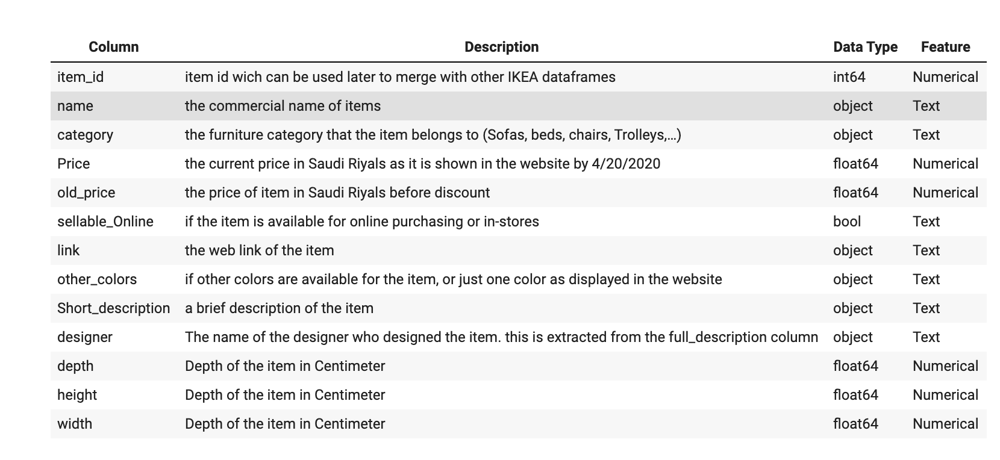 Column Description Data Type Feature
item_id item id wich can be used later to merge with other IKEA dataframes int64 Numerical
name the commercial name of items object Text
category the furniture category that the item belongs to (Sofas, beds, chairs, Trolleys,...) object Text
Price the current price in Saudi Riyals as it is shown in the website by 4/20/2020 float64 Numerical
old_price the price of item in Saudi Riyals before discount float64 Numerical
sellable_Online if the item is available for online purchasing or in-stores bool Text
link the web link of the item object Text
other_colors if other colors are available for the item, or just one color as displayed in the website object Text
Short_description a brief description of the item object Text
designer The name of the designer who designed the item. this is extracted from the full_description column object Text
depth Depth of the item in Centimeter float64 Numerical
height Depth of the item in Centimeter float64 Numerical
width Depth of the item in Centimeter float64 Numerical